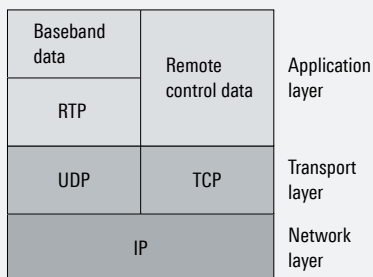 Baseband
data
RTP
Remote
control data
Application
layer
UDP
TCP
Transport
layer
IP
Network
layer